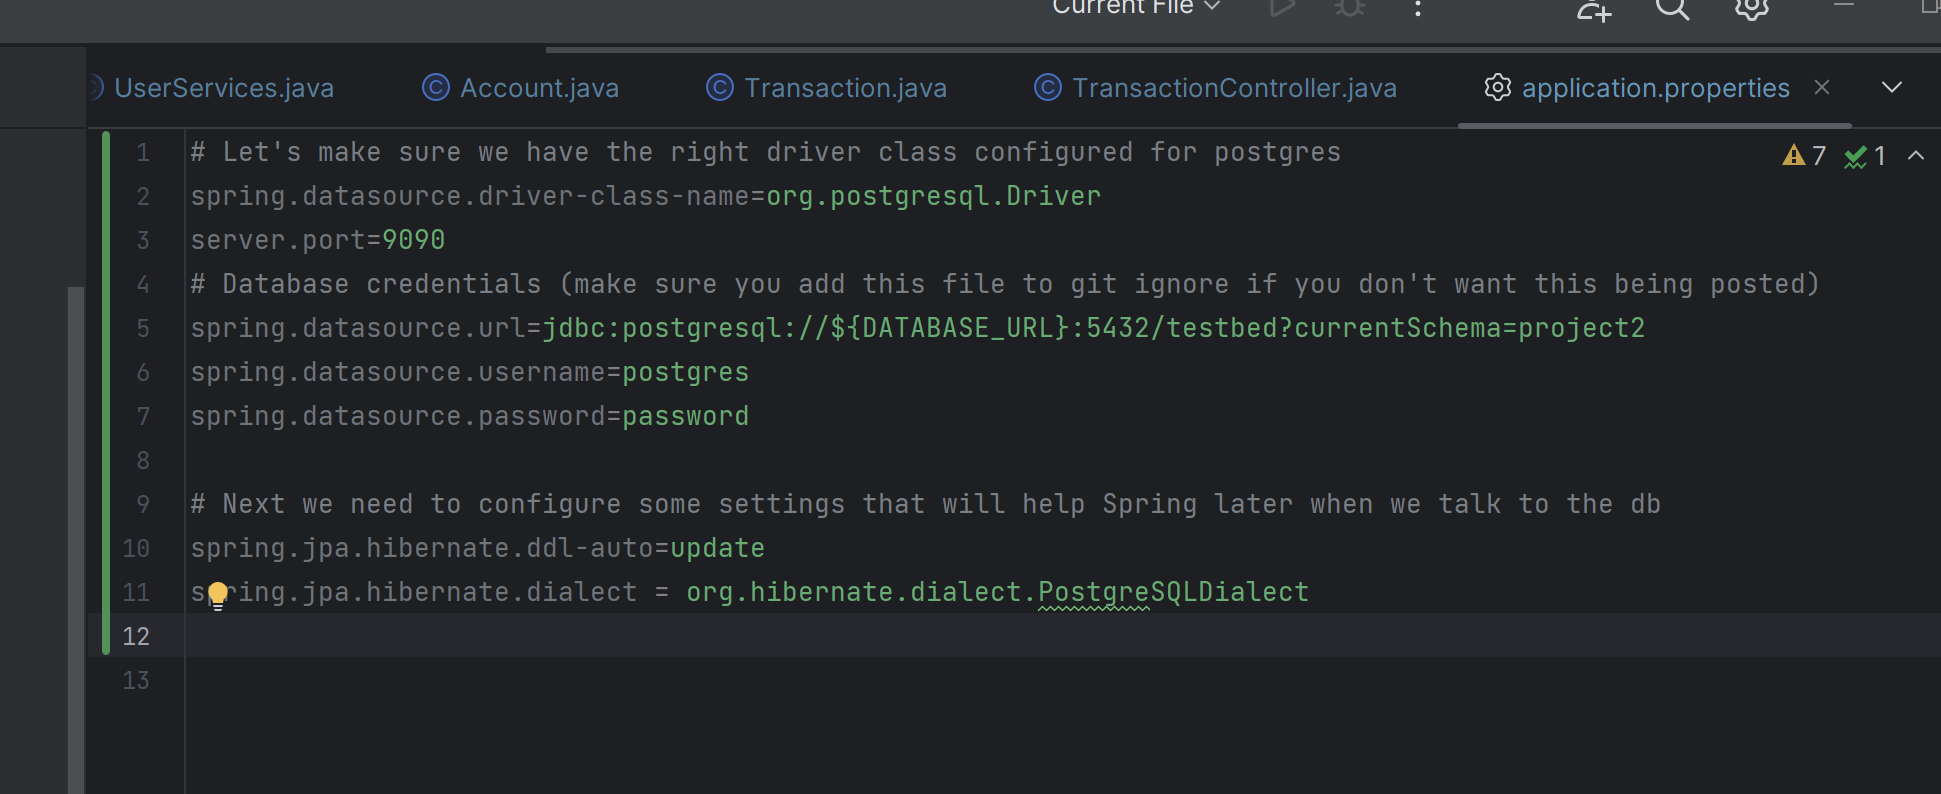 Current File
UserServices.java
Account.java
Transaction.java
TransactionController.java
application.properties
7
1
1 # Let's make sure we have the right driver class configured for postgres
2 spring.datasource.driver-class-name=org.postgresql.Driver
3 server.port=9090
4 # Database credentials (make sure you add this file to git ignore if you don't want this being posted)
5 spring.datasource.url=jdbc:postgresql://${DATABASE_URL}:5432/testbed?currentSchema=project2
6 spring.datasource.username=postgres
7 spring.datasource.password=password
8
9 # Next we need to configure some settings that will help Spring later when we talk to the db
10 spring.jpa.hibernate.ddl-auto=update
11 spring.jpa.hibernate.dialect = org.hibernate.dialect.PostgreSQLDialect
12
13